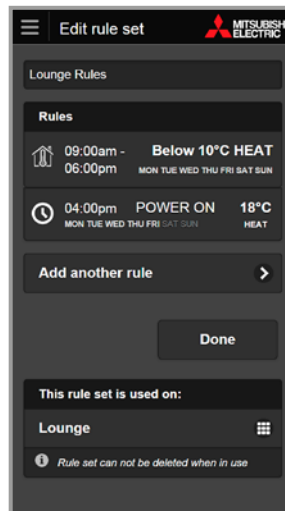 Edit rule set
MITSUBISHI
ELECTRIC
Lounge Rules
Rules
09:00am - Below 10°C HEAT
06:00pm MON TUE WED THU FRI SAT SUN
04:00pm POWER ON 18°C
MON TUE WED THU FRI SAT SUN HEAT
Add another rule
Done
This rule set is used on:
Lounge
Rule set can not be deleted when in use